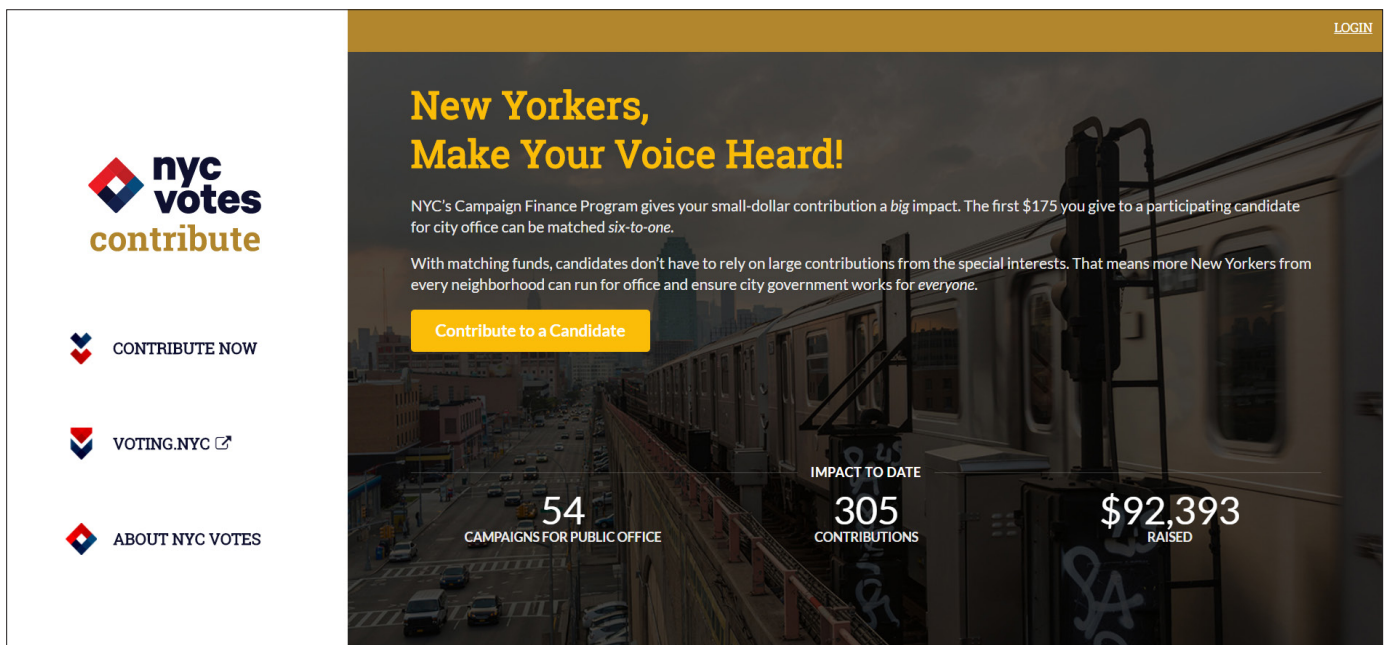 LOGIN
nyc
votes
contribute
CONTRIBUTE NOW
VOTING.NYC
ABOUT NYC VOTES
New Yorkers,
Make Your Voice Heard!
NYC's Campaign Finance Program gives your small-dollar contribution a big impact. The first $175 you give to a participating candidate
for city office can be matched six-to-one.
With matching funds, candidates don't have to rely on large contributions from the special interests. That means more New Yorkers from
every neighborhood can run for office and ensure city government works for everyone.
Contribute to a Candidate
IMPACT TO DATE
54
CAMPAIGNS FOR PUBLIC OFFICE
305
CONTRIBUTIONS
$92,393
RAISED